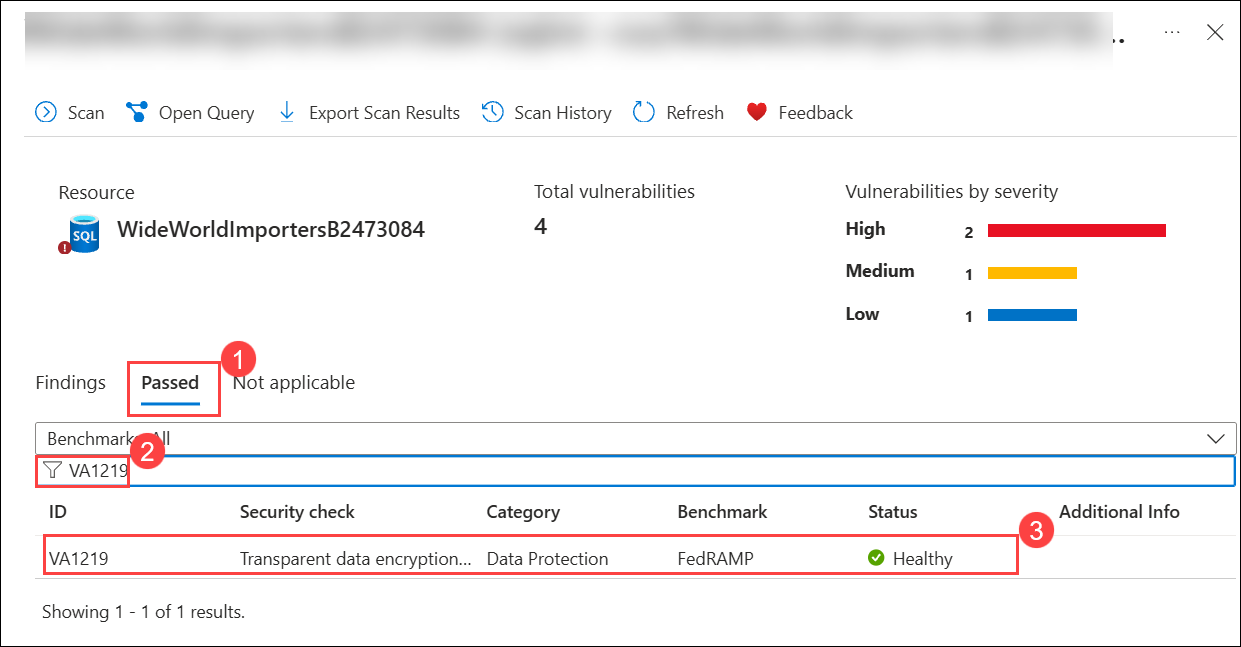 Scan Open Query Export Scan Results Scan History Refresh Feedback
Resource
SQL
WideWorldImportersB2473084
Total vulnerabilities
4
Vulnerabilities by severity
High 2
Medium 1
Low 1
Findings Passed 1 Not applicable
Benchmark All
2
VA1219
ID Security check Category Benchmark Status Additional Info
3
VA1219 Transparent data encryption... Data Protection FedRAMP Healthy
Showing 1 - 1 of 1 results.